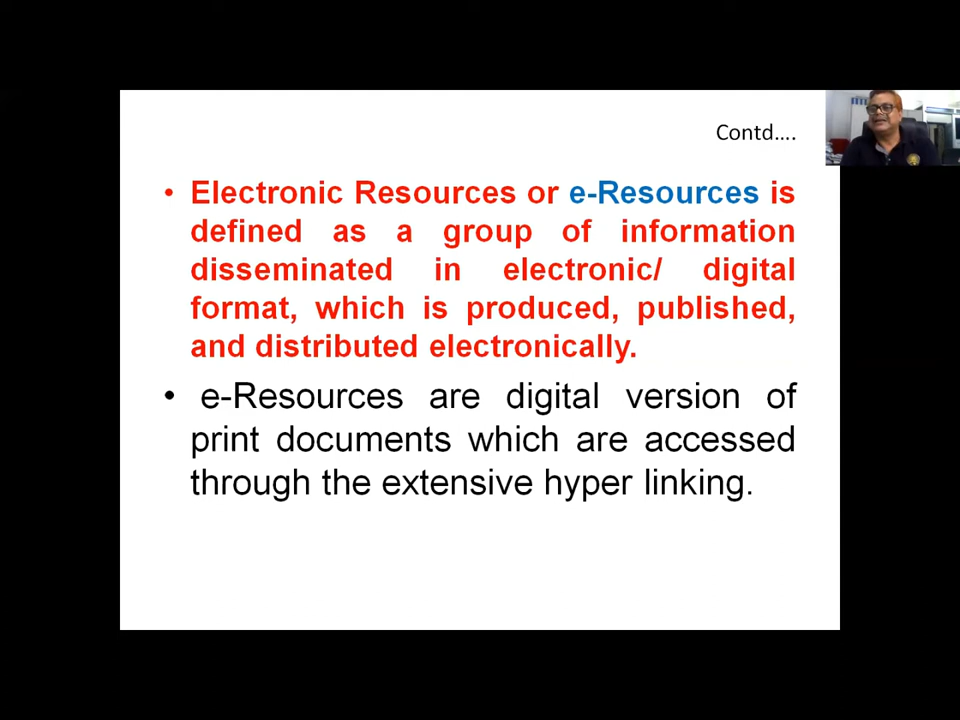 Contd....
• Electronic Resources or e-Resources is
defined as a group of information
disseminated in electronic/ digital
format, which is produced, published,
and distributed electronically.
• e-Resources are digital version of
print documents which are accessed
through the extensive hyper linking.